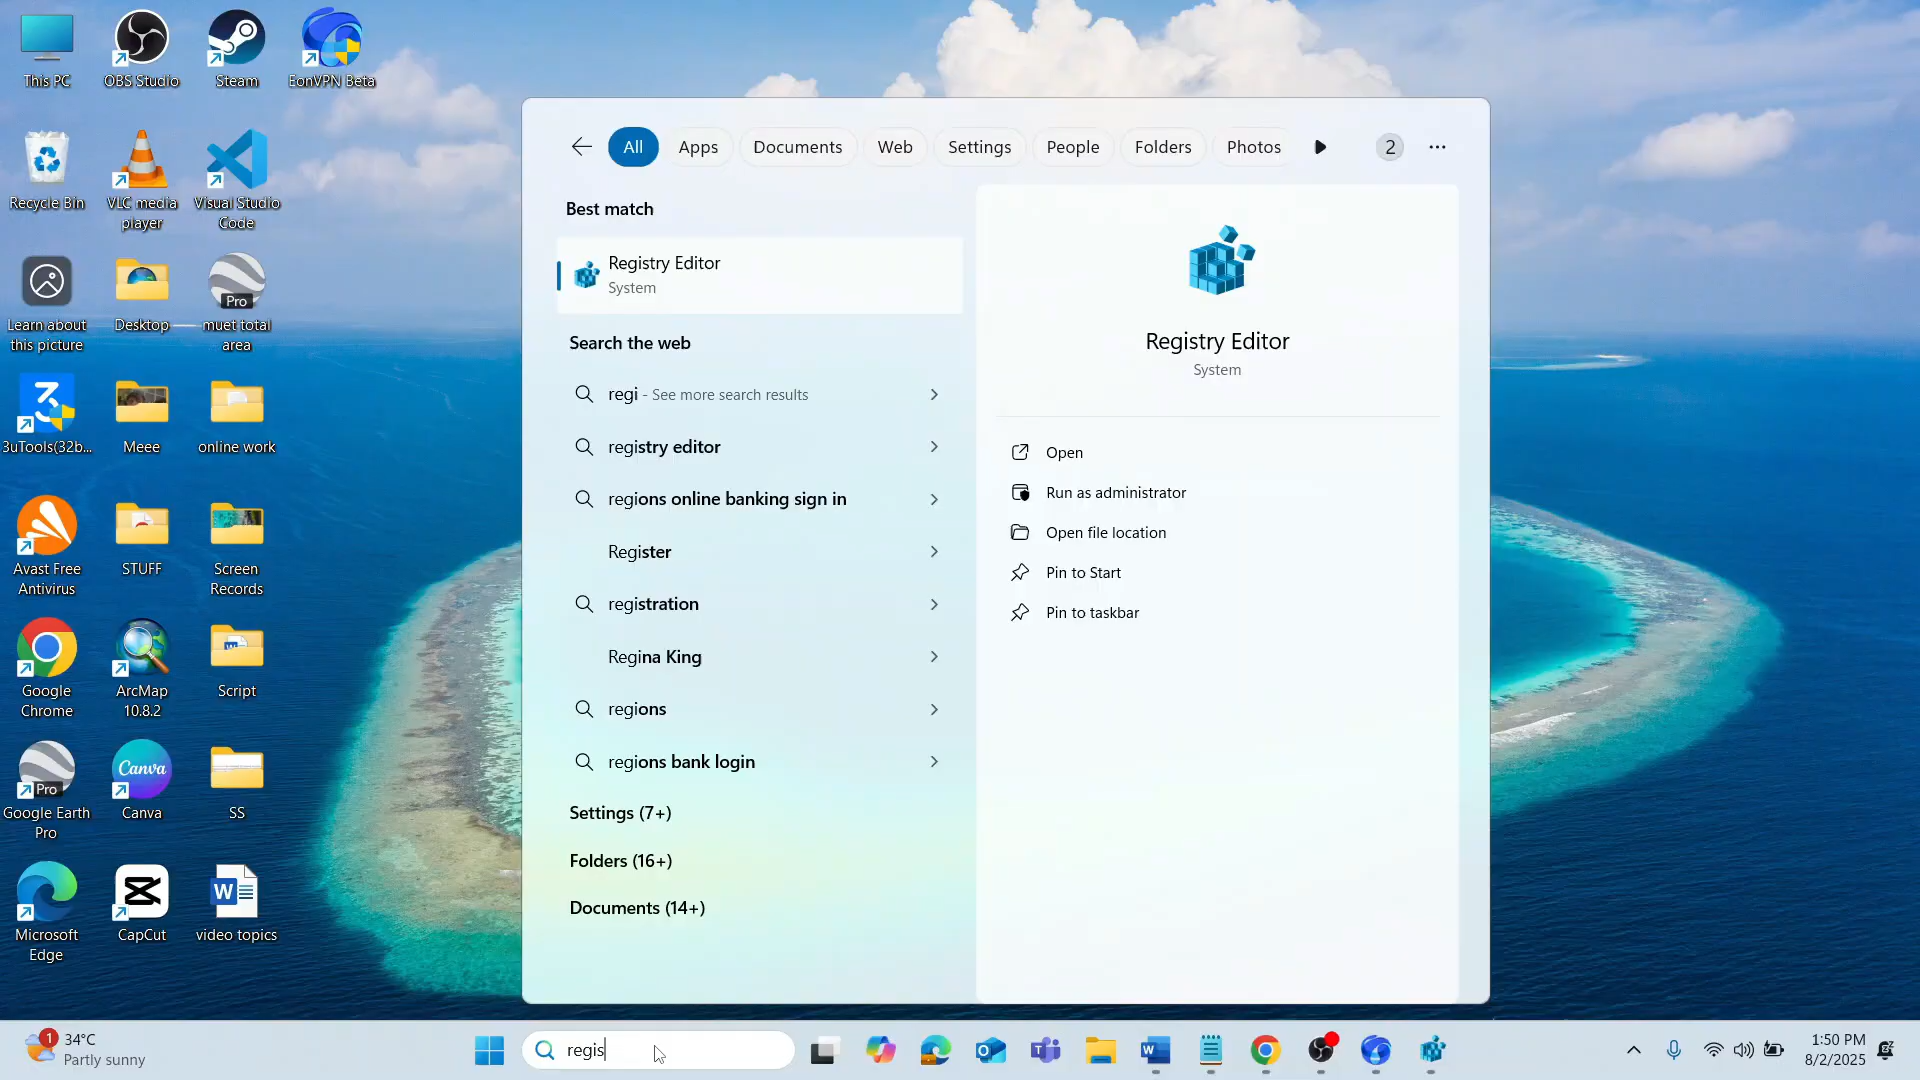 This PC
OBS Studio
Steam
EonVPN Beta
Recycle Bin
VLC media
player
Visual Studio
Code
Learn about
this picture
Desktop
Pro
muet total
area
3uTools(32b...
Meee
online work
Avast Free
Antivirus
STUFF
Screen
Records
Google
Chrome
ArcMap
10.8.2
Script
Pro
Google Earth
Pro
Canva
Canva
SS
Microsoft
Edge
CapCut
video topics
All
Apps
Documents
Web
Settings
People
Folders
Photos
2
Best match
Registry Editor
System
Search the web
regi - See more search results
registry editor
regions online banking sign in
Register
registration
Regina King
regions
regions bank login
Settings (7+)
Folders (16+)
Documents (14+)
Registry Editor
System
Open
Run as administrator
Open file location
Pin to Start
Pin to taskbar
1
34°C
Partly sunny
regis
1:50 PM
8/2/2025